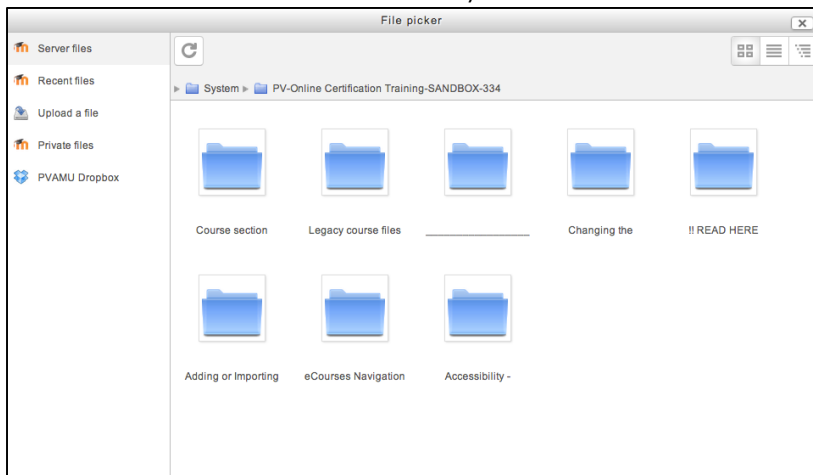 File picker
Server files
Recent files
Upload a file
Private files
PVAMU Dropbox
System PV-Online Certification Training-SANDBOX-334
Course section
Legacy course files
____________________
Changing the
!! READ HERE
Adding or Importing
eCourses Navigation
Accessibility -